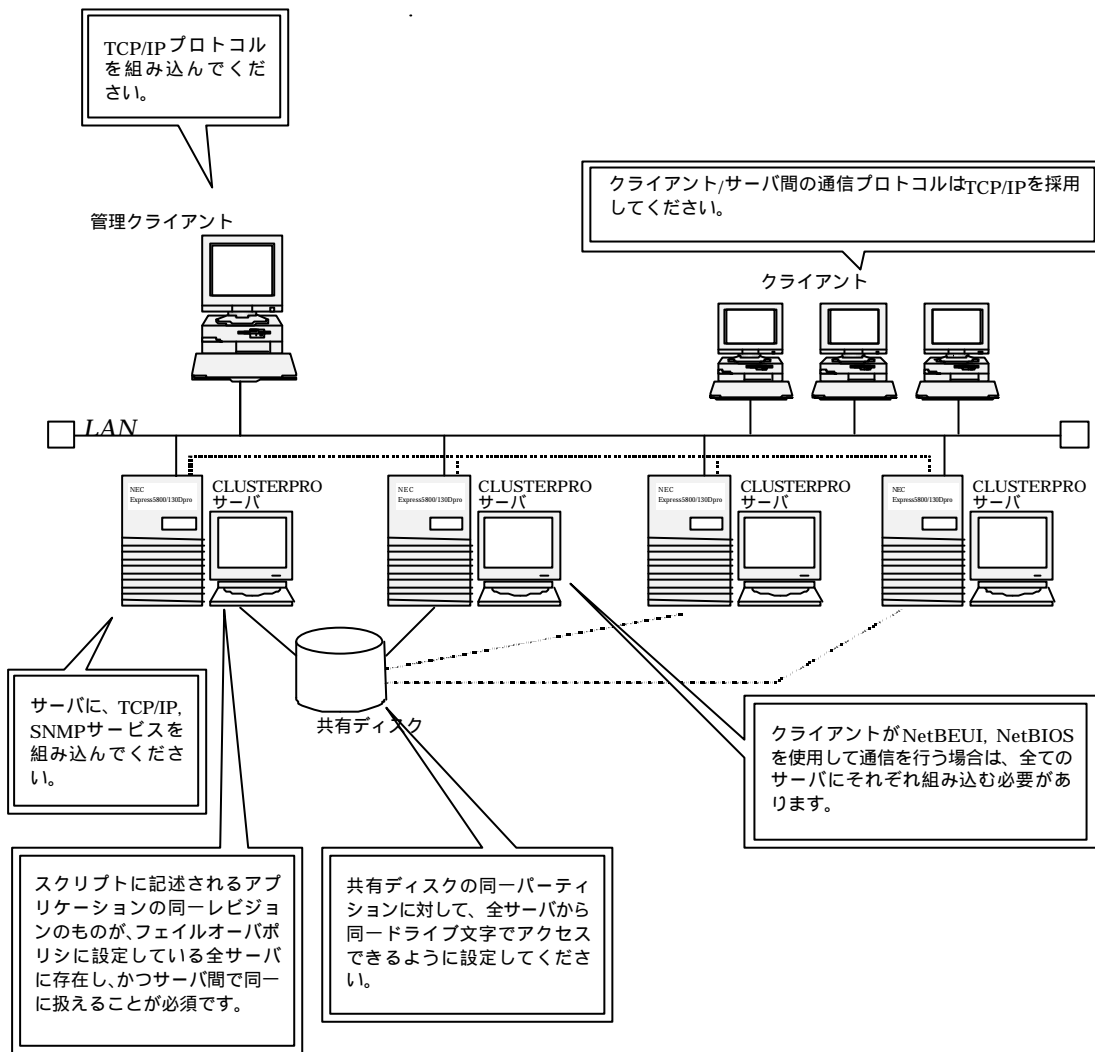 TCP/IPプロトコル
を組み込んでくだ
さい。
クライアント/サーバ間の通信プロトコルはTCP/IPを採用
してください。
管理クライアント
クライアント
LAN
NEC
Express5800/130Dpro
CLUSTERPRO
サーバ
NEC
Express5800/130Dpro
CLUSTERPRO
サーバ
NEC
Express5800/130Dpro
CLUSTERPRO
サーバ
NEC
Express5800/130Dpro
CLUSTERPRO
サーバ
サーバに、TCP/IP,
SNMPサービスを
組み込んでくださ
い。
共有ディスク
クライアントがNetBEUI, NetBIOS
を使用して通信を行う場合は、全ての
サーバにそれぞれ組み込む必要があ
ります。
スクリプトに記述されるアプ
リケーションの同一レビジョ
ンのものが、フェイルオーバポ
リシに設定している全サーバ
に存在し、かつサーバ間で同一
に扱えることが必須です。
共有ディスクの同一パーティ
ションに対して、全サーバから
同一ドライブ文字でアクセス
できるように設定してくださ
い。